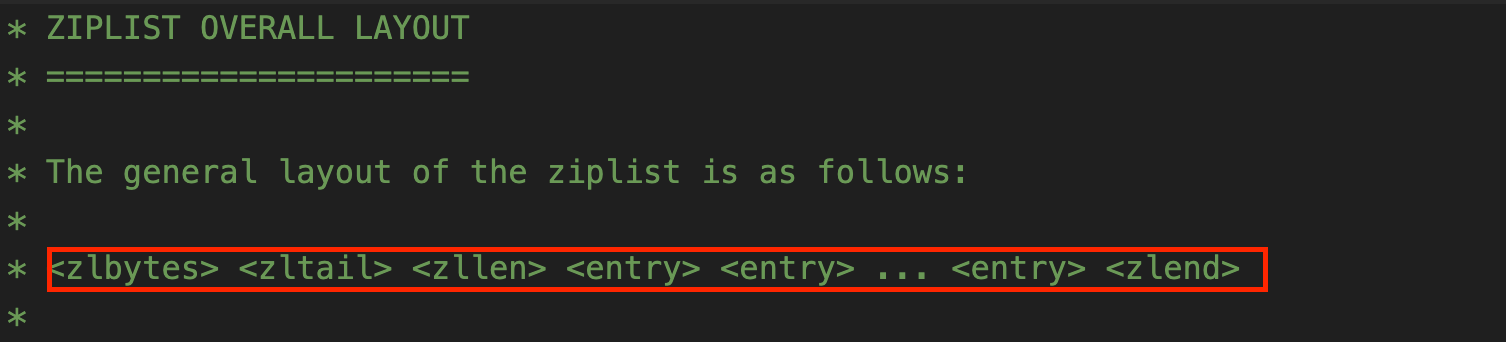 * ZIPLIST OVERALL LAYOUT
* ======================
*
* The general layout of the ziplist is as follows:
*
* <zlbytes> <zltail> <zllen> <entry> <entry> ... <entry> <zlend>
*